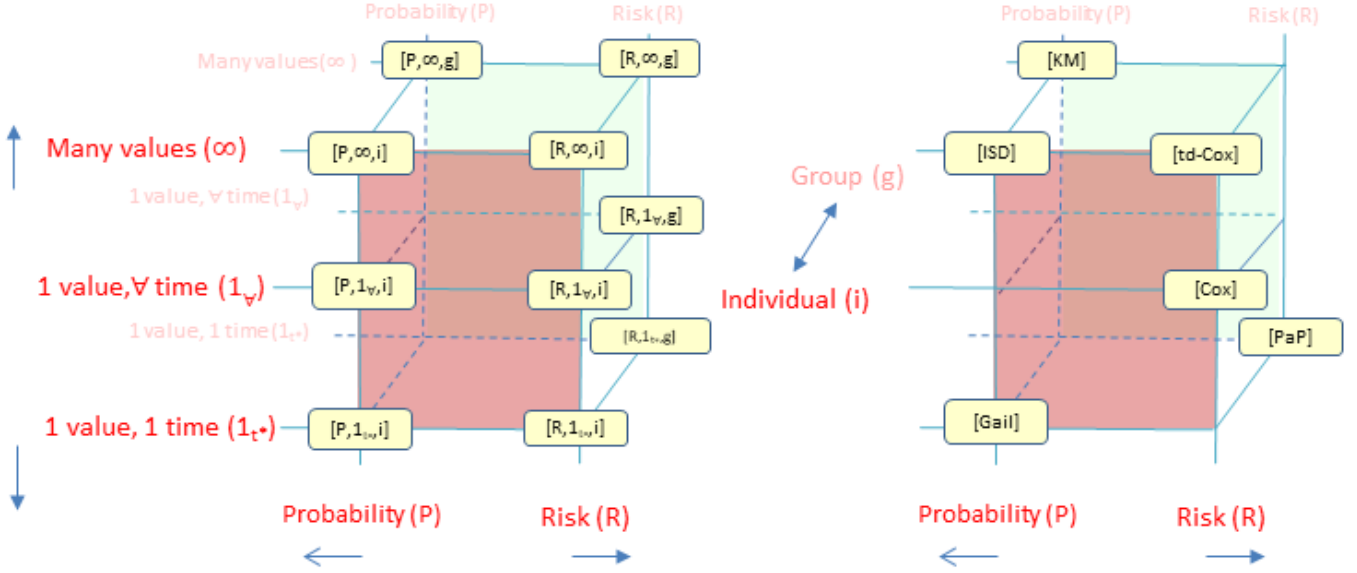 Probability (P)
Risk (R)
Many values (∞)
[P,∞,g]
[R,∞,g]
Many values (∞)
[P,∞,i]
[R,∞,i]
1 value, ∀ time (1∀)
[R,1∀,g]
1 value,∀ time (1∀)
[P,1∀,i]
[R,1∀,i]
1 value, 1 time (1t*)
[R,1t*,g]
1 value, 1 time (1t*)
[P,1t*,i]
[R,1t*,i]
Probability (P)
Risk (R)
Group (g)
Individual (i)
Probability (P)
Risk (R)
[KM]
[ISD]
[td-Cox]
[Cox]
[PaP]
[Gail]
Probability (P)
Risk (R)